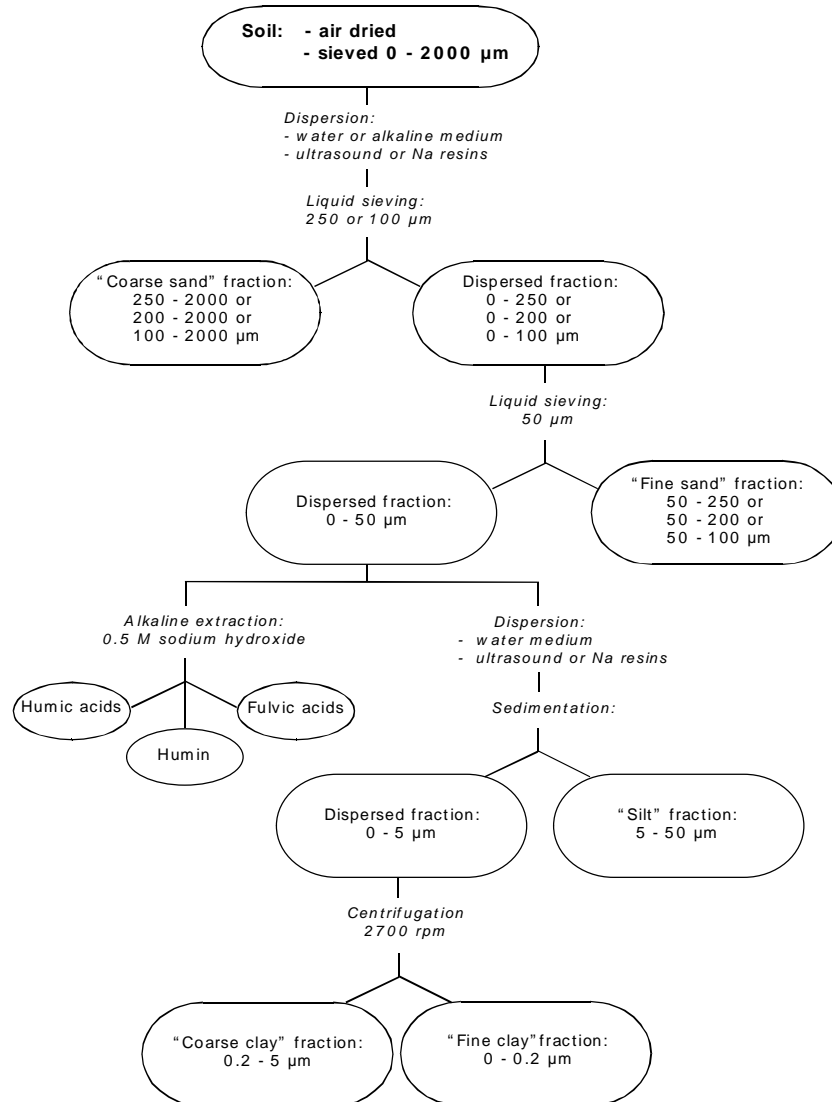 Soil: - air dried
- sieved 0 - 2000 µm
Dispersion:
- water or alkaline medium
- ultrasound or Na resins
Liquid sieving:
250 or 100 µm
“Coarse sand” fraction:
250 - 2000 or
200 - 2000 or
100 - 2000 µm
Dispersed fraction:
0 - 250 or
0 - 200 or
0 - 100 µm
Liquid sieving:
50 µm
Dispersed fraction:
0 - 50 µm
“Fine sand” fraction:
50 - 250 or
50 - 200 or
50 - 100 µm
Alkaline extraction:
0.5 M sodium hydroxide
Dispersion:
- water medium
- ultrasound or Na resins
Humic acids
Fulvic acids
Humin
Sedimentation:
Dispersed fraction:
0 - 5 µm
“Silt” fraction:
5 - 50 µm
Centrifugation
2700 rpm
“Coarse clay” fraction:
0.2 - 5 µm
“Fine clay” fraction:
0 - 0.2 µm